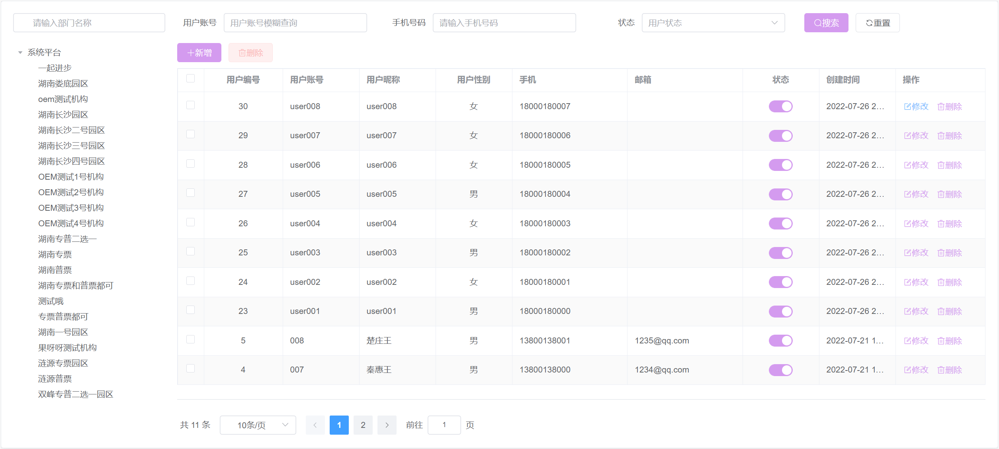 请输入部门名称 用户账号 用户账号模糊查询 手机号码 请输入手机号码 状态 用户状态 搜索 重置
系统平台
一起进步
湖南娄底园区
oem测试机构
湖南长沙园区
湖南长沙二号园区
湖南长沙三号园区
湖南长沙四号园区
OEM测试1号机构
OEM测试2号机构
OEM测试3号机构
OEM测试4号机构
湖南专普二选一
湖南专票
湖南普票
湖南专票和普票都可
测试哦
专票普票都可
湖南一号园区
果呀呀测试机构
涟源专票园区
涟源普票
双峰专普二选一园区
新增 删除
用户编号 用户账号 用户昵称 用户性别 手机 邮箱 状态 创建时间 操作
30 user008 user008 女 18000180007 2022-07-26 2... 修改 删除
29 user007 user007 女 18000180006 2022-07-26 2... 修改 删除
28 user006 user006 女 18000180005 2022-07-26 2... 修改 删除
27 user005 user005 男 18000180004 2022-07-26 2... 修改 删除
26 user004 user004 女 18000180003 2022-07-26 2... 修改 删除
25 user003 user003 男 18000180002 2022-07-26 2... 修改 删除
24 user002 user002 女 18000180001 2022-07-26 2... 修改 删除
23 user001 user001 男 18000180000 2022-07-26 2... 修改 删除
5 008 楚庄王 男 13800138001 1235@qq.com 2022-07-21 1... 修改 删除
4 007 秦惠王 男 13800138000 1234@qq.com 2022-07-21 1... 修改 删除
共 11 条 10条/页 1 2 前往 1 页